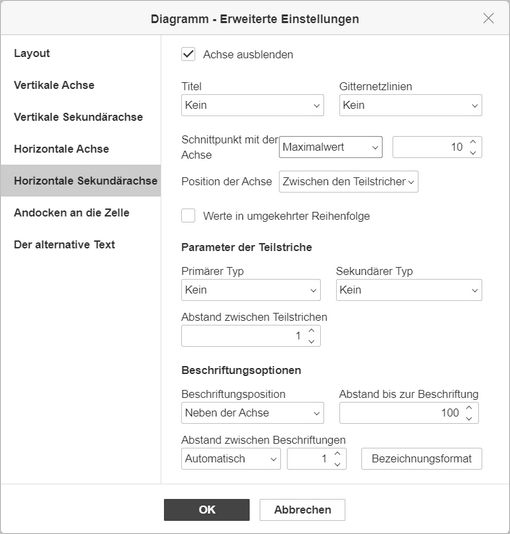 Diagramm - Erweiterte Einstellungen
Layout
Vertikale Achse
Vertikale Sekundärachse
Horizontale Achse
Horizontale Sekundärachse
Andocken an die Zelle
Der alternative Text
Achse ausblenden
Titel Gitternetzlinien
Kein Kein
Schnittpunkt mit der
Achse Maximalwert 10
Position der Achse Zwischen den Teilstricher
Werte in umgekehrter Reihenfolge
Parameter der Teilstriche
Primärer Typ Sekundärer Typ
Kein Kein
Abstand zwischen Teilstrichen
1
Beschriftungsoptionen
Beschriftungsposition Abstand bis zur Beschriftung
Neben der Achse 100
Abstand zwischen Beschriftungen
Automatisch 1 Bezeichnungsformat
OK Abbrechen